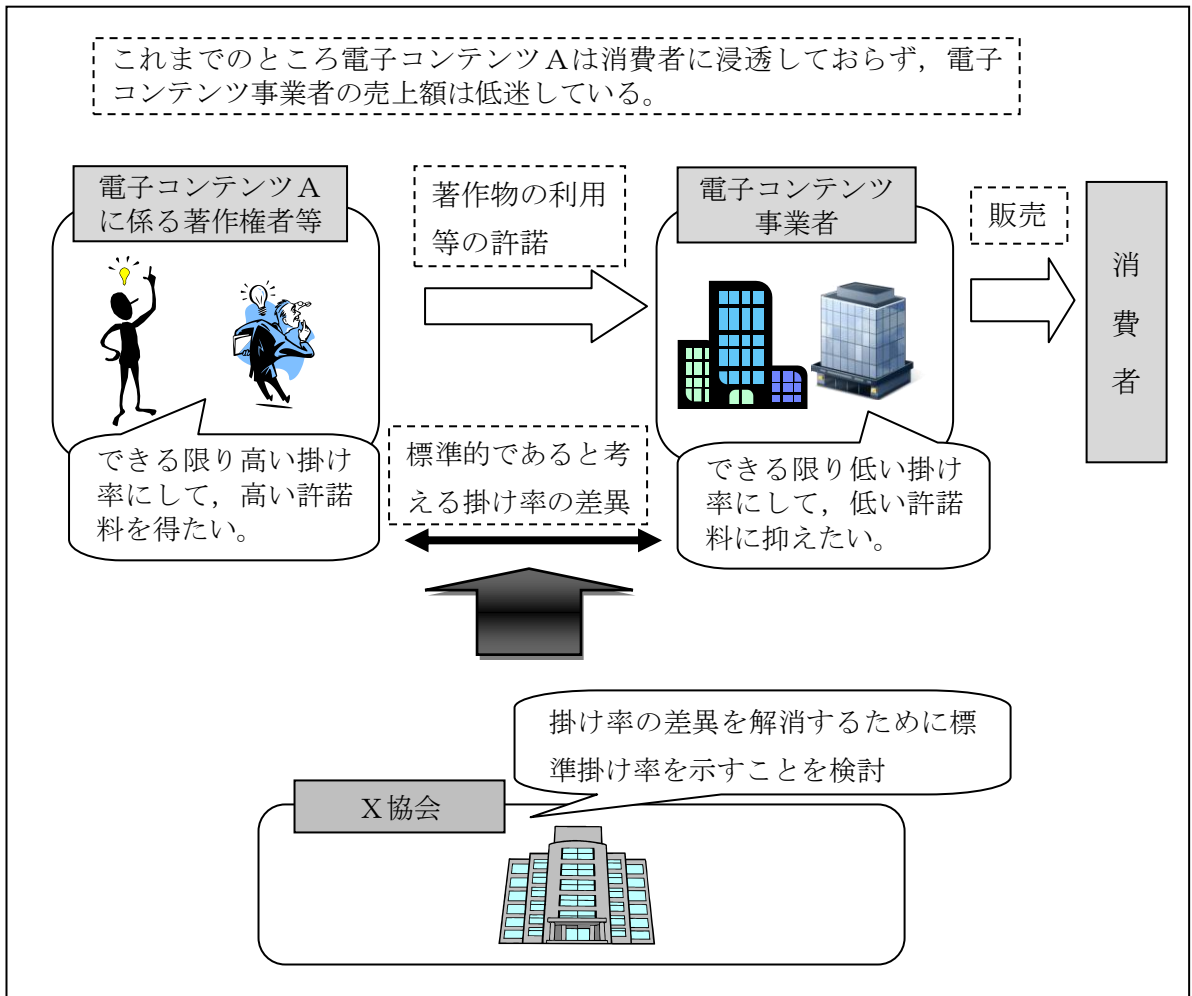 これまでのところ電子コンテンツＡは消費者に浸透しておらず，電子
コンテンツ事業者の売上額は低迷している。
電子コンテンツＡ
に係る著作権者等
著作物の利用
等の許諾
電子コンテンツ
事業者
販売
消費者
できる限り高い掛け
率にして，高い許諾
料を得たい。
標準的であると考
える掛け率の差異
できる限り低い掛け
率にして，低い許諾
料に抑えたい。
掛け率の差異を解消するために標
準掛け率を示すことを検討
Ｘ協会